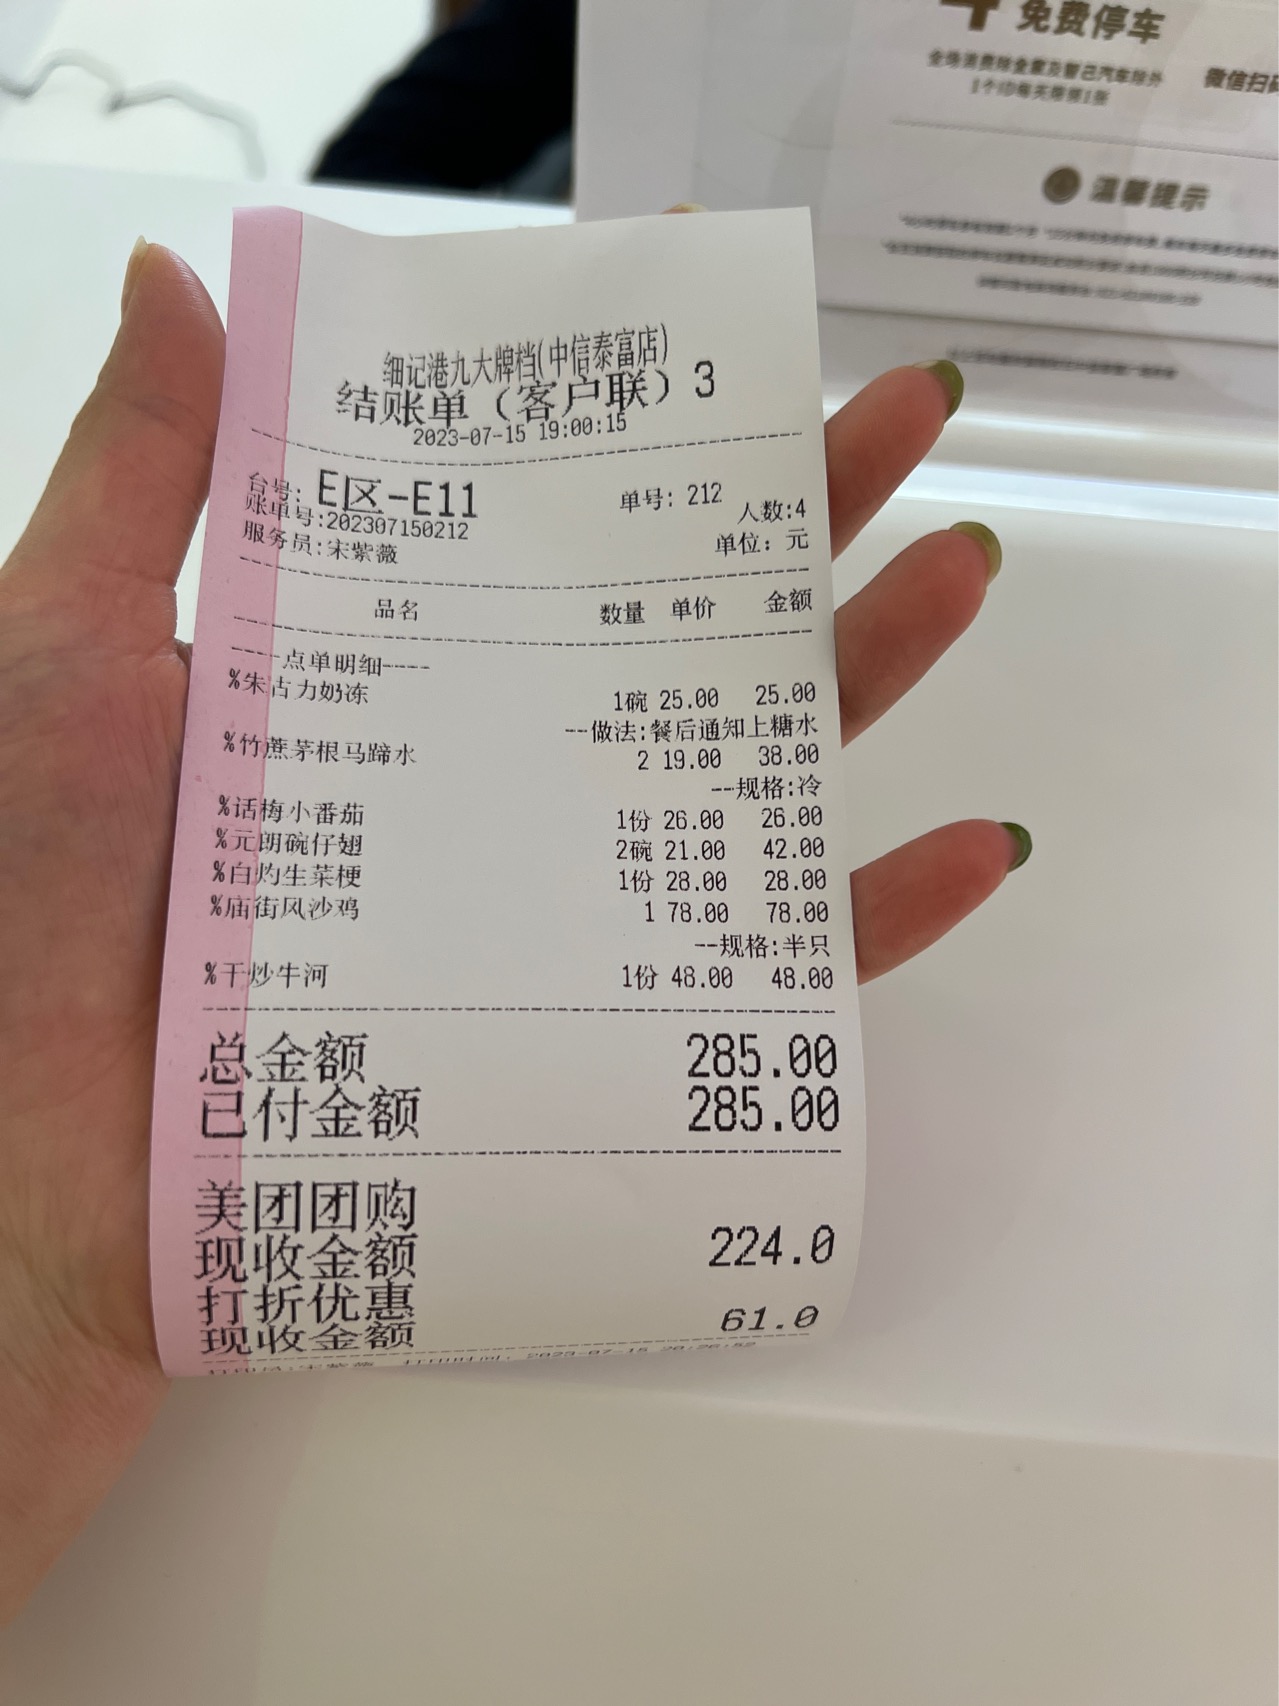 免费停车
微信扫码
温馨提示
细记港九大牌档(中信泰富店)
结账单（客户联）3
2023-07-15 19:00:15
台号: E区-E11 单号: 212
账单号:202307150212 人数:4
服务员:宋紫薇 单位: 元
品名 数量 单价 金额
----点单明细----
%朱古力奶冻 1碗 25.00 25.00
--做法:餐后通知上糖水
%竹蔗茅根马蹄水 2 19.00 38.00
--规格:冷
%话梅小番茄 1份 26.00 26.00
%元朗碗仔翅 2碗 21.00 42.00
%白灼生菜梗 1份 28.00 28.00
%庙街风沙鸡 1 78.00 78.00
--规格:半只
%干炒牛河 1份 48.00 48.00
总金额 285.00
已付金额 285.00
美团团购
现收金额 224.0
打折优惠
现收金额 61.0